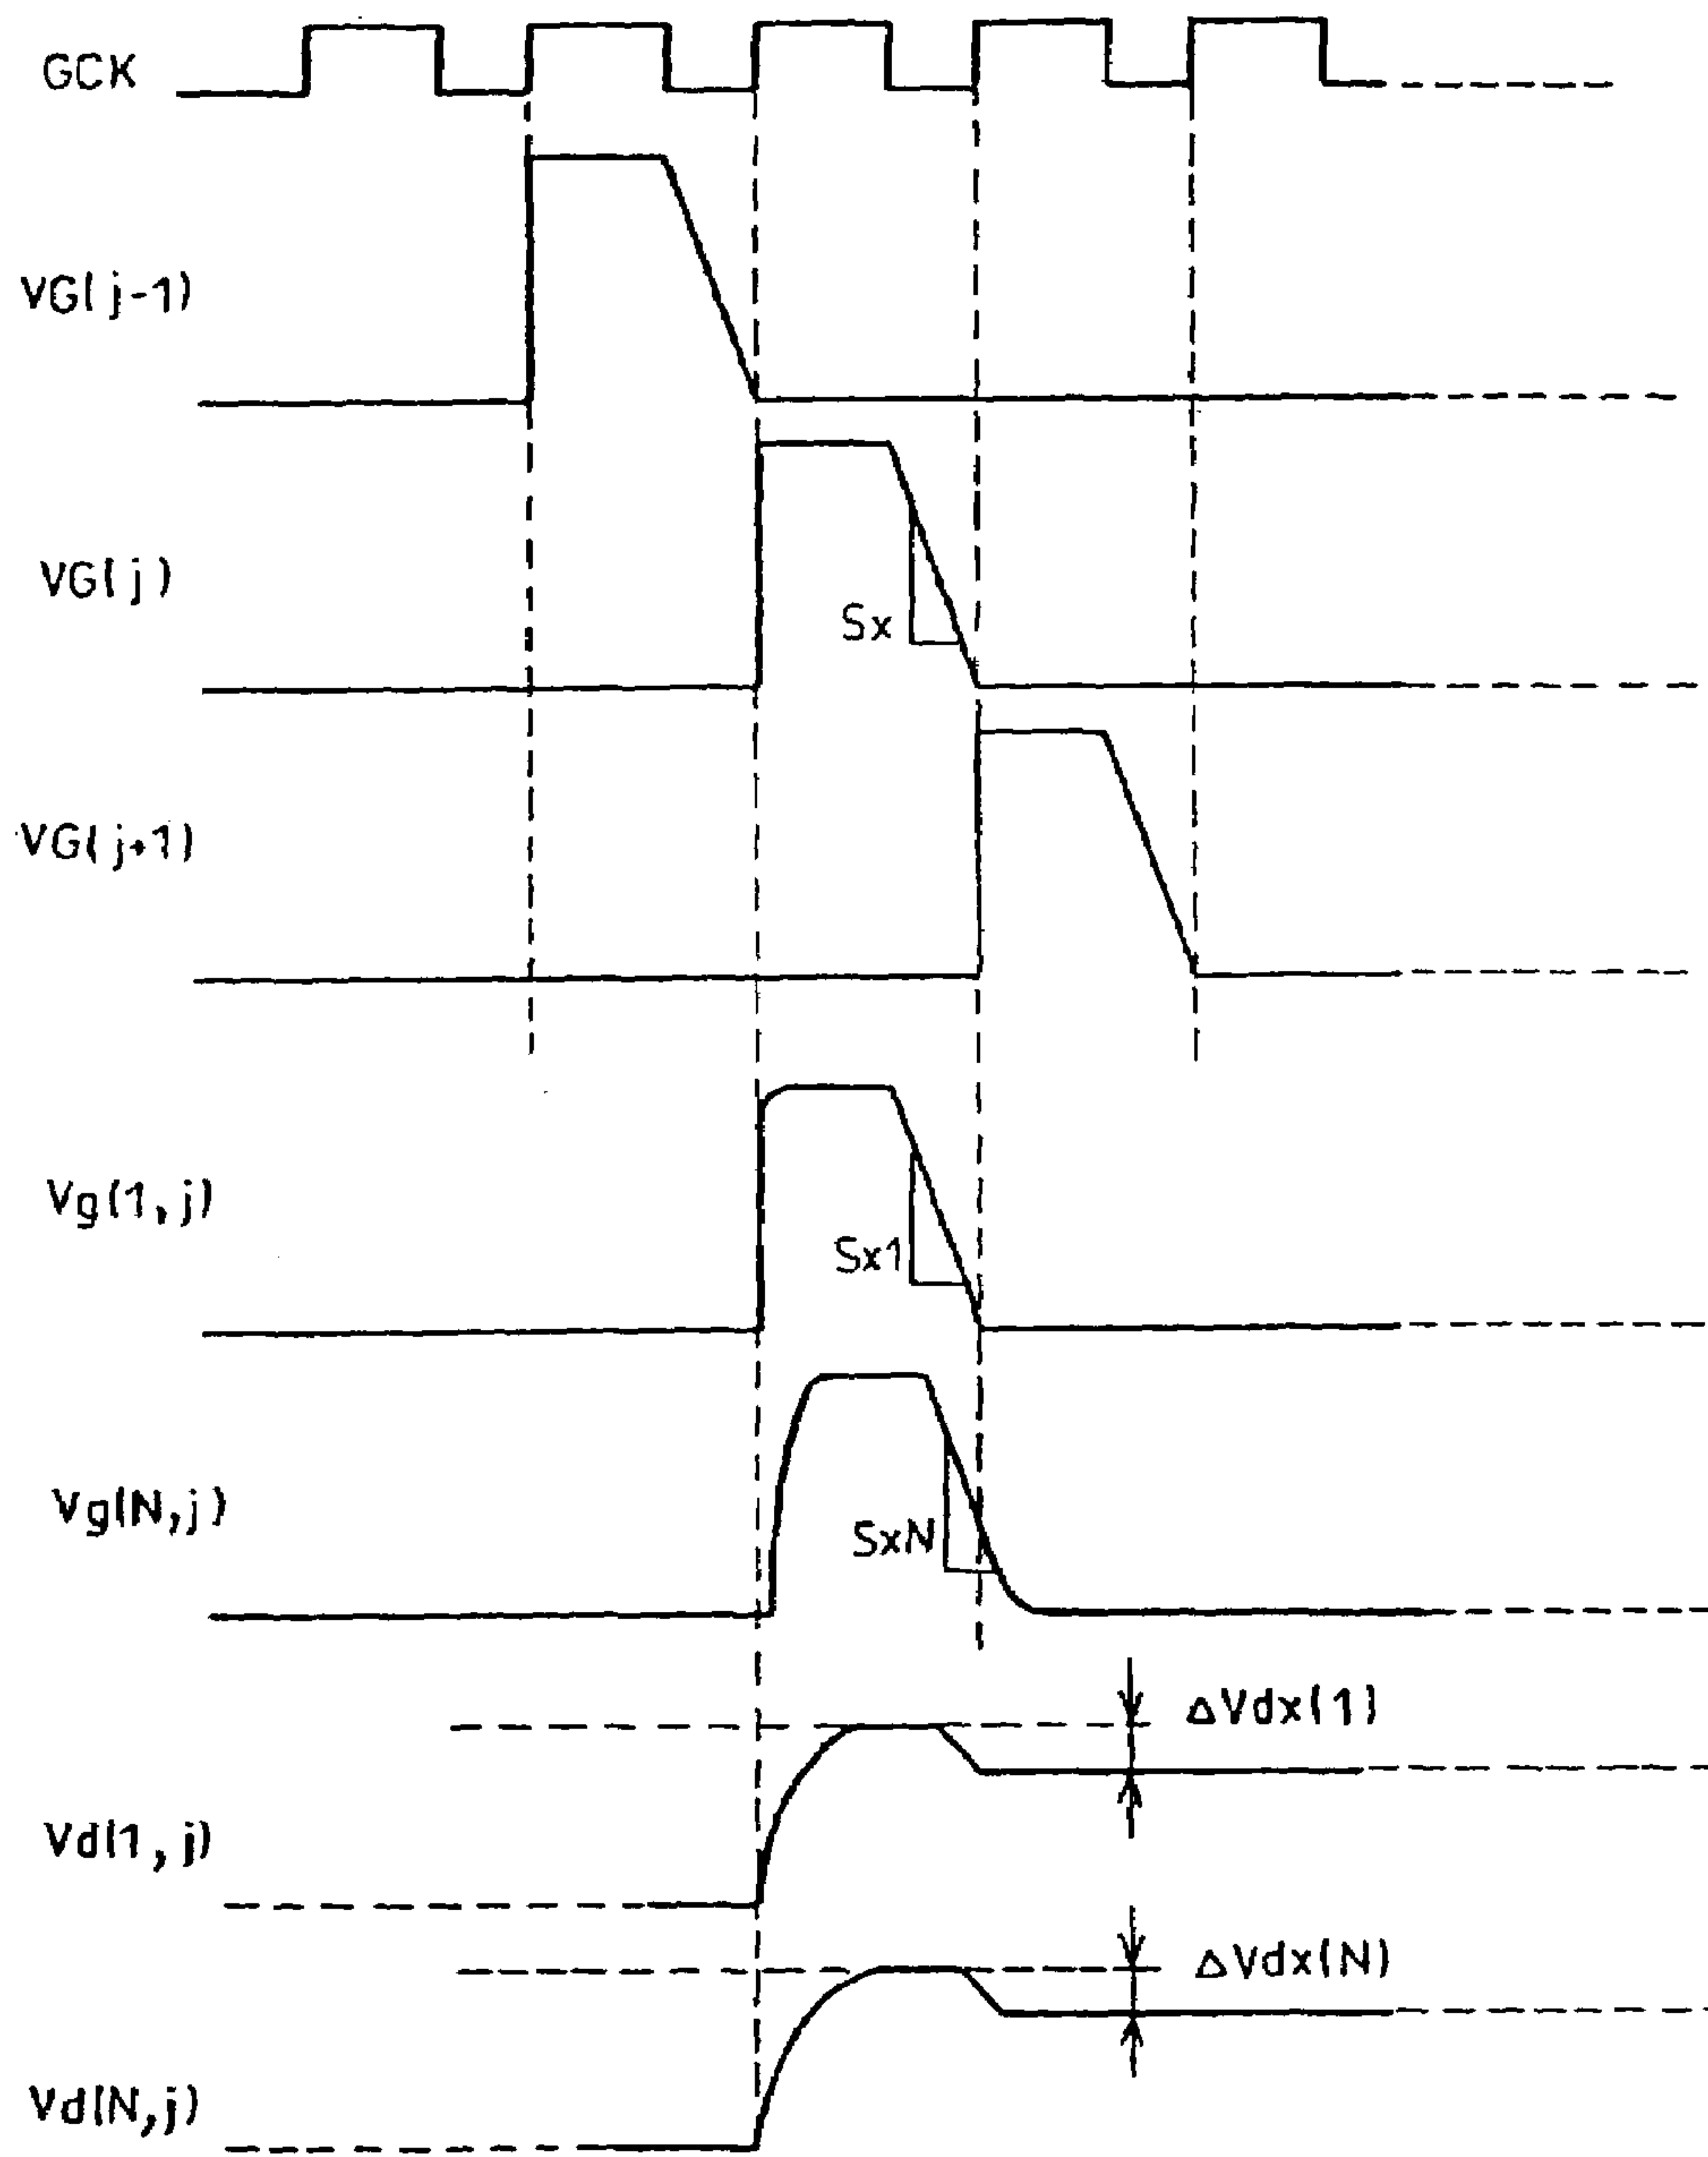 GCK
VG(j-1)
VG(j)
Sx
VG(j+1)
Vg(1,j)
Sx1
Vg(N,j)
SxN
ΔVdx(1)
Vd(1,j)
ΔVdx(N)
Vd(N,j)